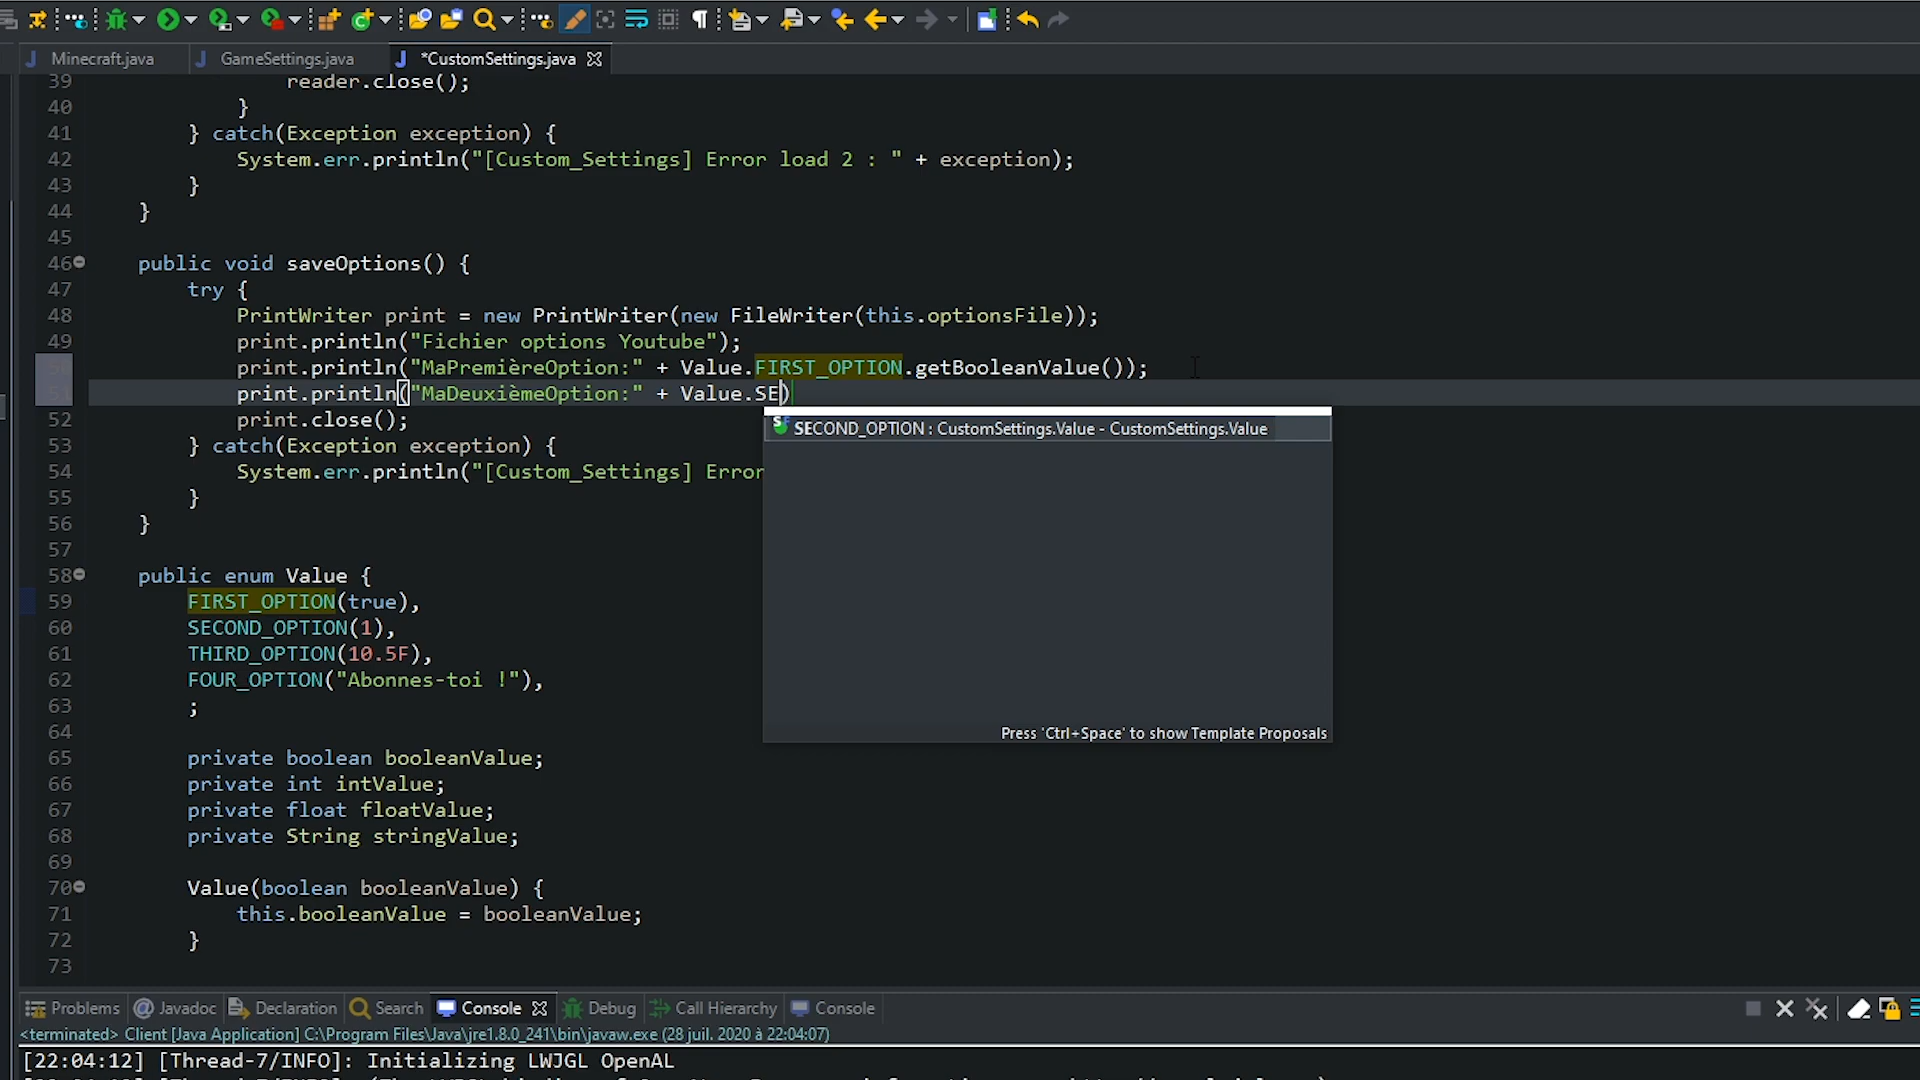 Minecraft.java GameSettings.java *CustomSettings.java
39 reader.close();
40 }
41 } catch(Exception exception) {
42 System.err.println("[Custom_Settings] Error load 2 : " + exception);
43 }
44 }
45
46 public void saveOptions() {
47 try {
48 PrintWriter print = new PrintWriter(new FileWriter(this.optionsFile));
49 print.println("Fichier options Youtube");
print.println("MaPremièreOption:" + Value.FIRST_OPTION.getBooleanValue());
print.println("MaDeuxièmeOption:" + Value.SE)
52 print.close();
SECOND_OPTION : CustomSettings.Value - CustomSettings.Value
53 } catch(Exception exception) {
54 System.err.println("[Custom_Settings] Error
55 }
56 }
57
58 public enum Value {
59 FIRST_OPTION(true),
60 SECOND_OPTION(1),
61 THIRD_OPTION(10.5F),
62 FOUR_OPTION("Abonnes-toi !"),
63 ;
64
Press 'Ctrl+Space' to show Template Proposals
65 private boolean booleanValue;
66 private int intValue;
67 private float floatValue;
68 private String stringValue;
69
70 Value(boolean booleanValue) {
71 this.booleanValue = booleanValue;
72 }
73
Problems Javadoc Declaration Search Console Debug Call Hierarchy Console
<terminated> Client [Java Application] C:\Program Files\Java\jre1.8.0_241\bin\javaw.exe (28 juil. 2020 à 22:04:07)
[22:04:12] [Thread-7/INFO]: Initializing LWJGL OpenAL